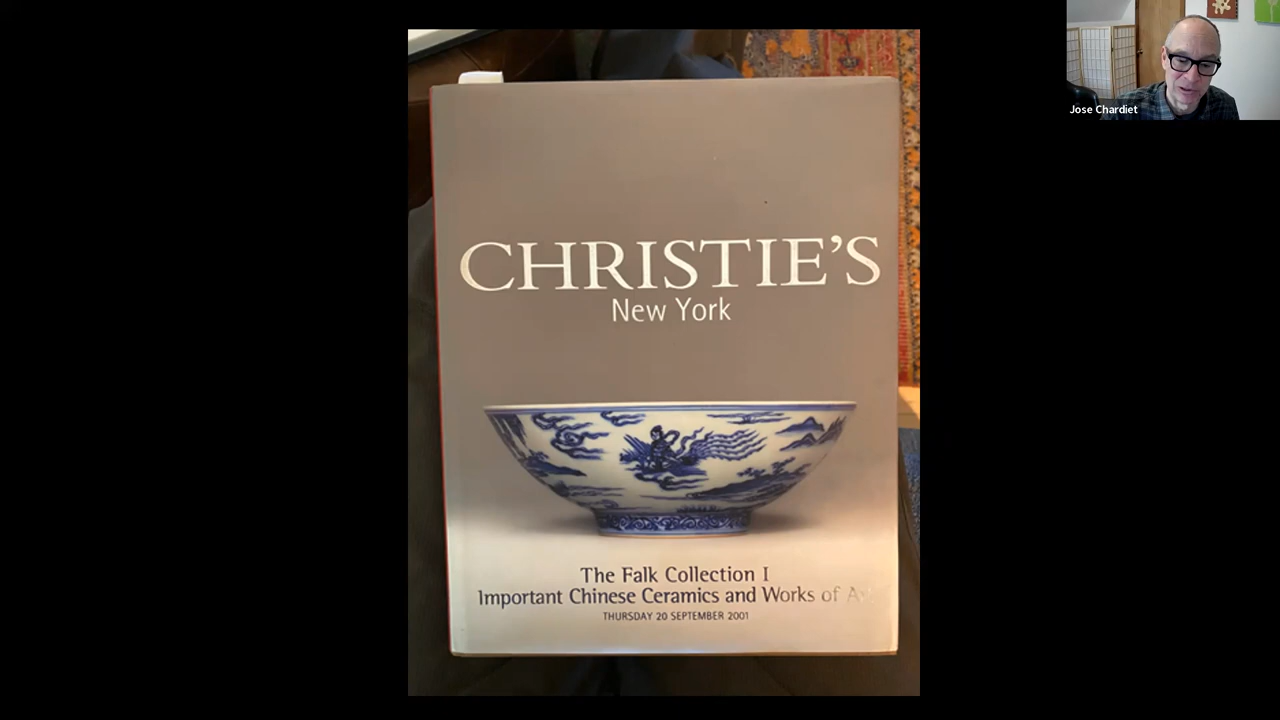 CHRISTIE'S
New York
The Falk Collection I
Important Chinese Ceramics and Works of
THURSDAY 20 SEPTEMBER 2001
Jose Chardiet